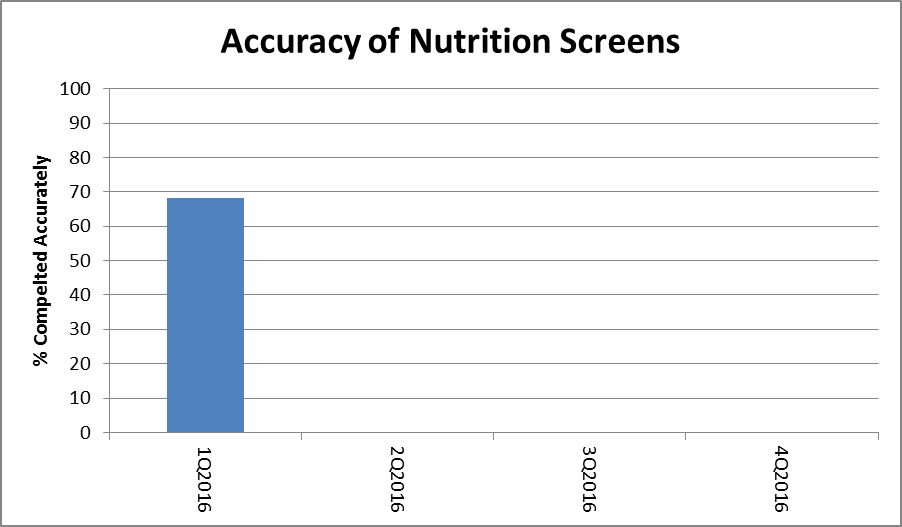 Accuracy of Nutrition Screens
% Compelted Accurately
100
90
80
70
60
50
40
30
20
10
0
1Q2016
2Q2016
3Q2016
4Q2016